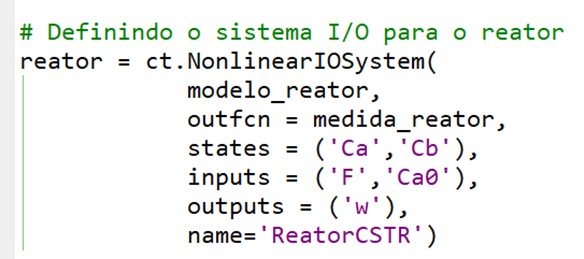 # Definindo o sistema I/O para o reator
reator = ct.NonlinearIOSystem(
            modelo_reator,
            outfcn = medida_reator,
            states = ('Ca','Cb'),
            inputs = ('F','Ca0'),
            outputs = ('w'),
            name='ReatorCSTR')